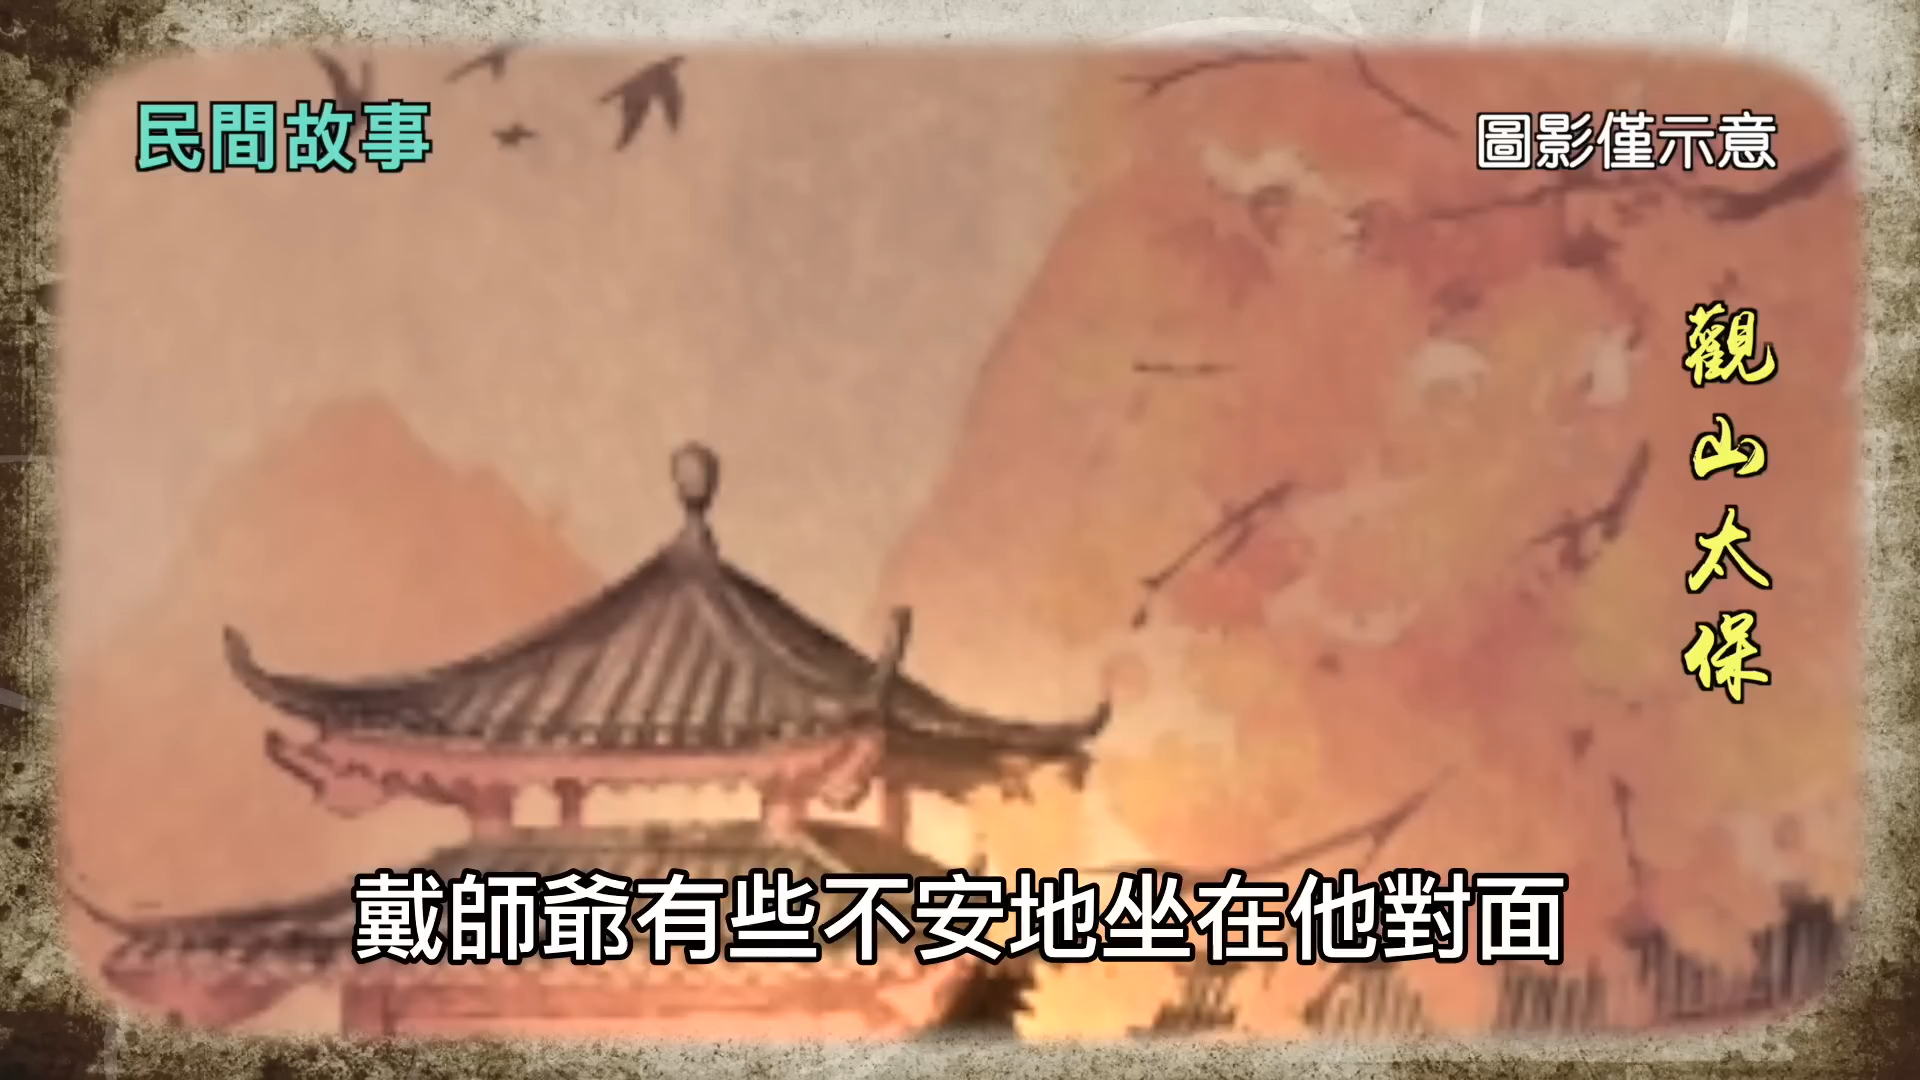 民間故事
圖影僅示意
觀山太保
戴師爺有些不安地坐在他對面